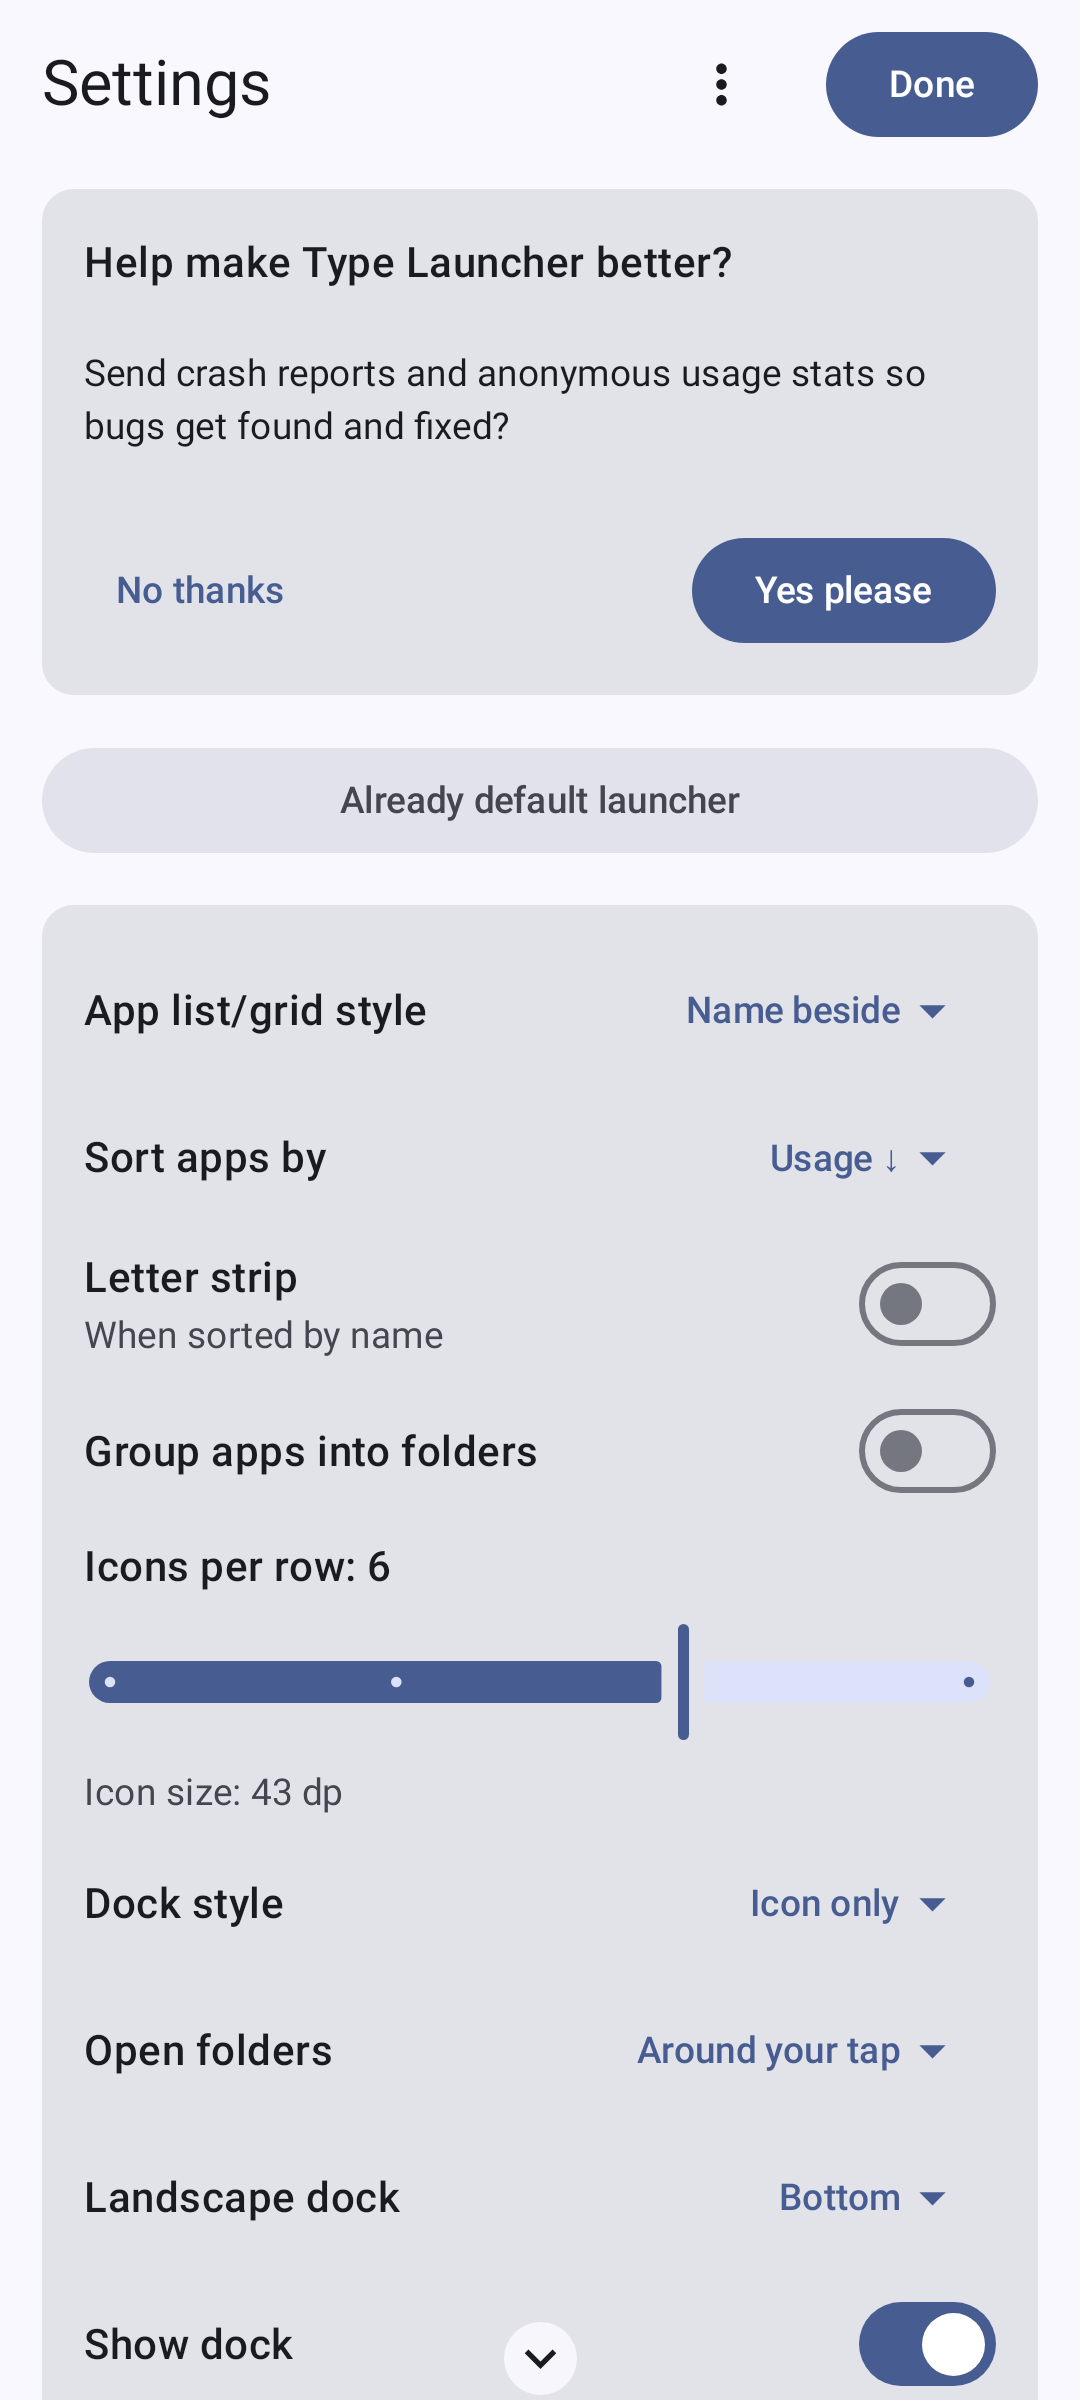 Settings
Done
Help make Type Launcher better?
Send crash reports and anonymous usage stats so
bugs get found and fixed?
No thanks
Yes please
Already default launcher
App list/grid style
Name beside
Sort apps by
Usage ↓
Letter strip
When sorted by name
Group apps into folders
Icons per row: 6
Icon size: 43 dp
Dock style
Icon only
Open folders
Around your tap
Landscape dock
Bottom
Show dock